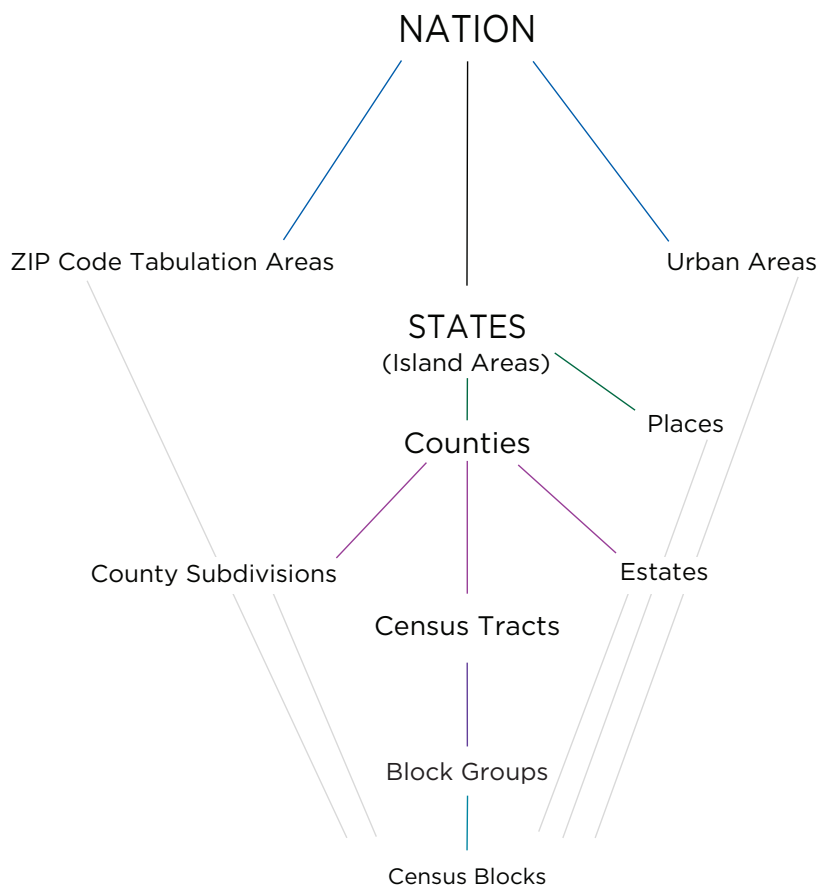 NATION
ZIP Code Tabulation Areas
Urban Areas
STATES
(Island Areas)
Places
Counties
County Subdivisions
Estates
Census Tracts
Block Groups
Census Blocks